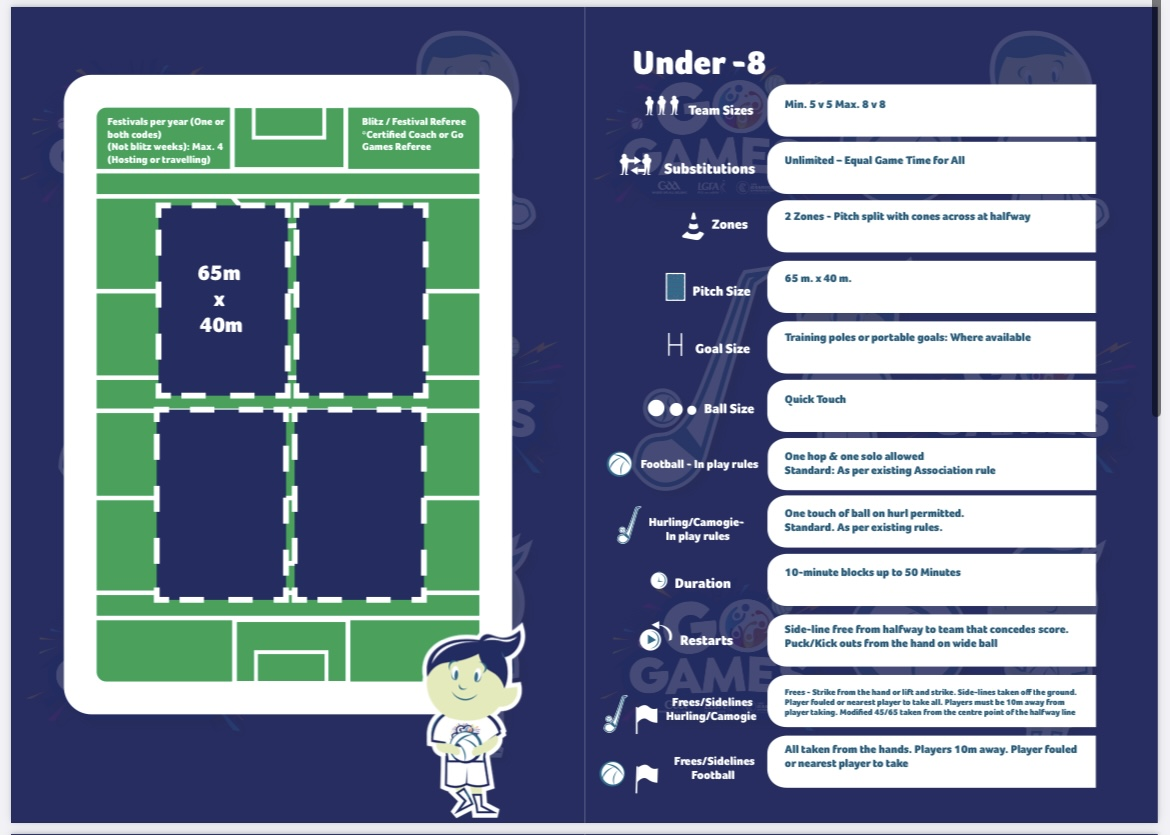 Festivals per year (One or
both codes)
(Not blitz weeks): Max. 4
(Hosting or travelling)
Blitz / Festival Referee
°Certified Coach or Go
Games Referee
65m
x
40m
Under -8
Team Sizes
Min. 5 v 5 Max. 8 v 8
Substitutions
Unlimited – Equal Game Time for All
Zones
2 Zones - Pitch split with cones across at halfway
Pitch Size
65 m. x 40 m.
Goal Size
Training poles or portable goals: Where available
Ball Size
Quick Touch
Football - In play rules
One hop & one solo allowed
Standard: As per existing Association rule
Hurling/Camogie-
In play rules
One touch of ball on hurl permitted.
Standard. As per existing rules.
Duration
10-minute blocks up to 50 Minutes
Restarts
Side-line free from halfway to team that concedes score.
Puck/Kick outs from the hand on wide ball
Frees/Sidelines
Hurling/Camogie
Frees - Strike from the hand or lift and strike. Side-lines taken off the ground.
Player fouled or nearest player to take all. Players must be 10m away from
player taking. Modified 45/65 taken from the centre point of the halfway line
Frees/Sidelines
Football
All taken from the hands. Players 10m away. Player fouled
or nearest player to take
GO
GAMES
GAA
LGFA
GO
GAMES